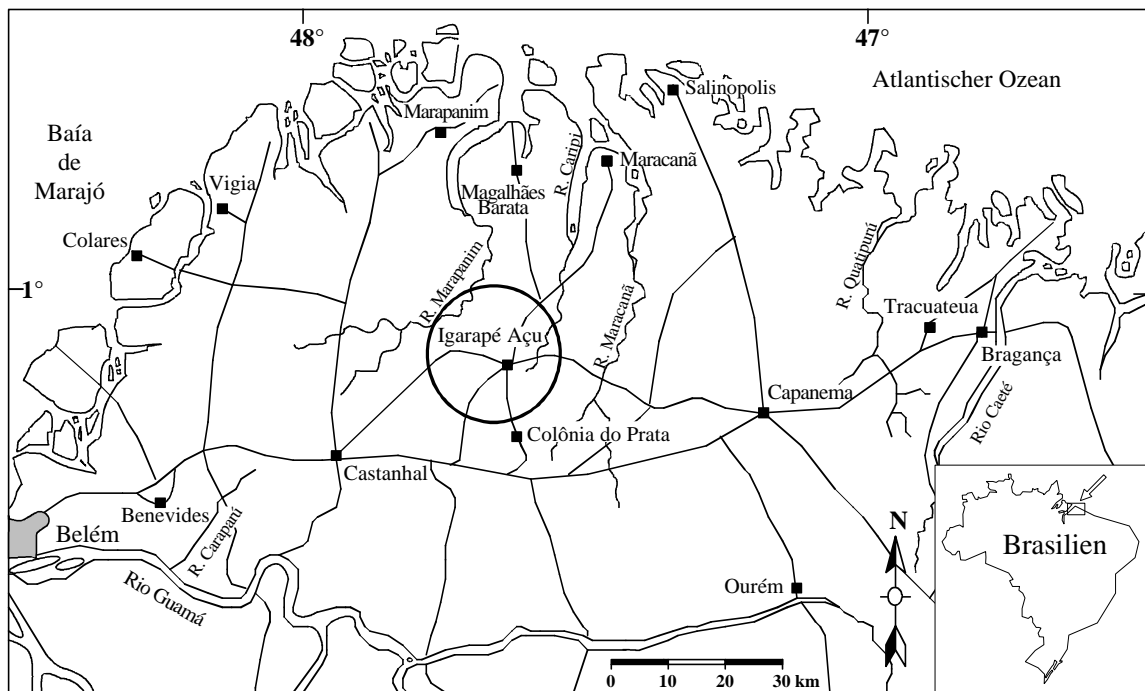 48°
47°
Atlantischer Ozean
Salinopolis
Marapanim
Baía
de
Marajó
R. Caripi
Maracanã
Vigia
Magalhães
Barata
Colares
R. Marapanim
R. Quatipurú
1°
R. Maracanã
Tracuateua
Igarapé Açu
Bragança
Capanema
Rio Caeté
Colônia do Prata
Castanhal
Benevides
Belém
R. Caraparú
N
Brasilien
Rio Guamá
Ourém
0 10 20 30 km